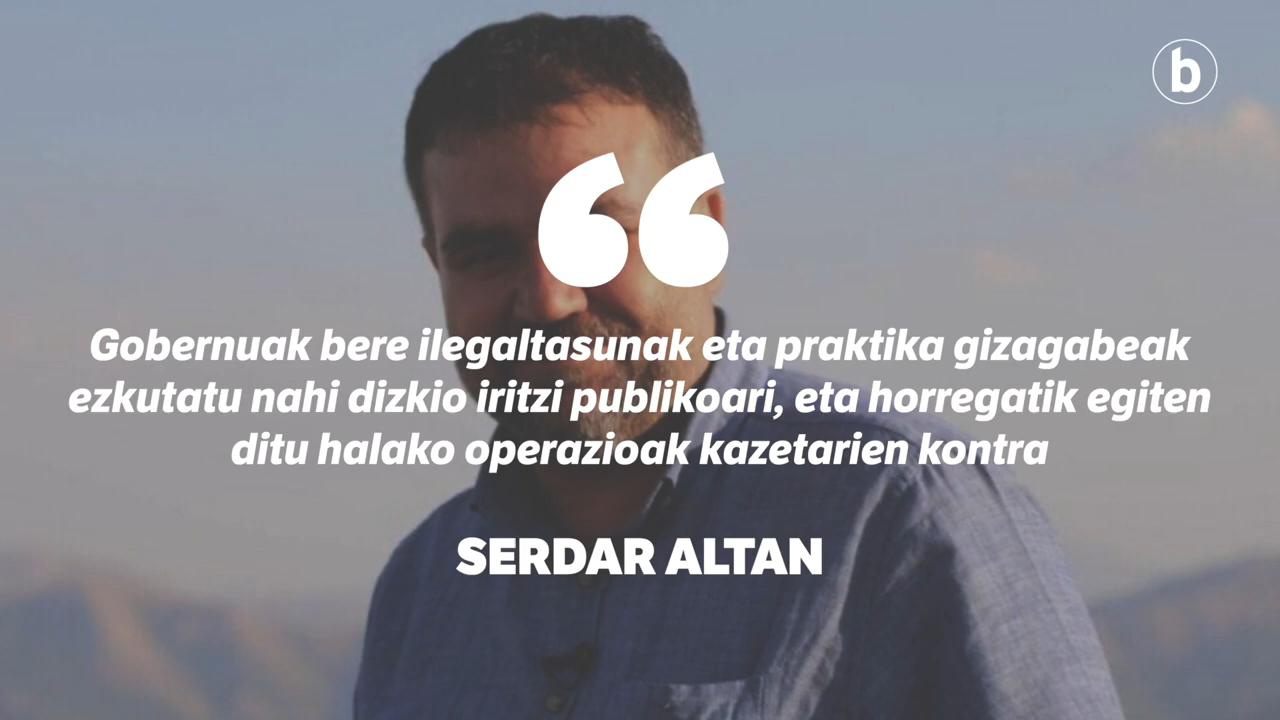 b
Gobernuak bere ilegaltasunak eta praktika gizagabeak
ezkutatu nahi dizkio iritzi publikoari, eta horregatik egiten
ditu halako operazioak kazetarien kontra
SERDAR ALTAN